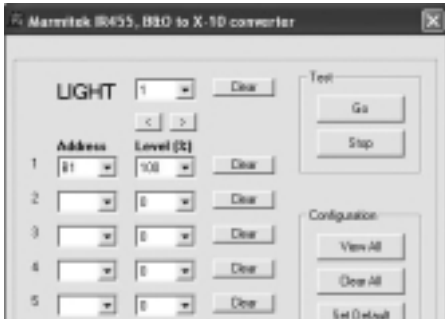 Marmitek IR455, B&O to X-10 converter
LIGHT 1 Clear
< >
Address Level (%)
1 B1 100 Clear
2 0 Clear
3 0 Clear
4 0 Clear
5 0 Clear
Test
Go
Stop
Configuration
View All
Clear All
Set Default